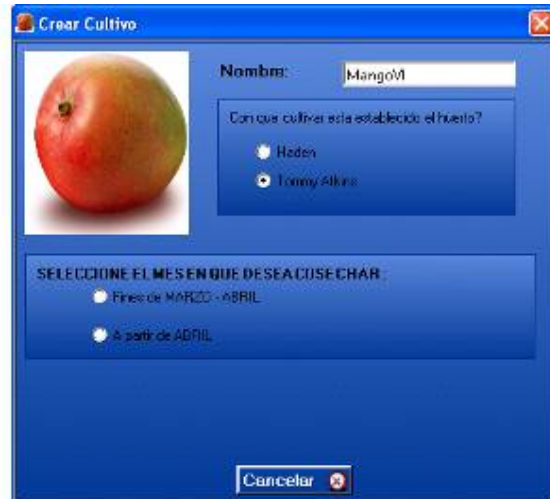 Crear Cultivo
Nombre:
MangoVI
Con que cultivar esta establecido el huerto?
Haden
Tommy Atkins
SELECCIONE EL MES EN QUE DESEA COSECHAR :
Fines de MARZO - ABRIL
A partir de ABRIL
Cancelar